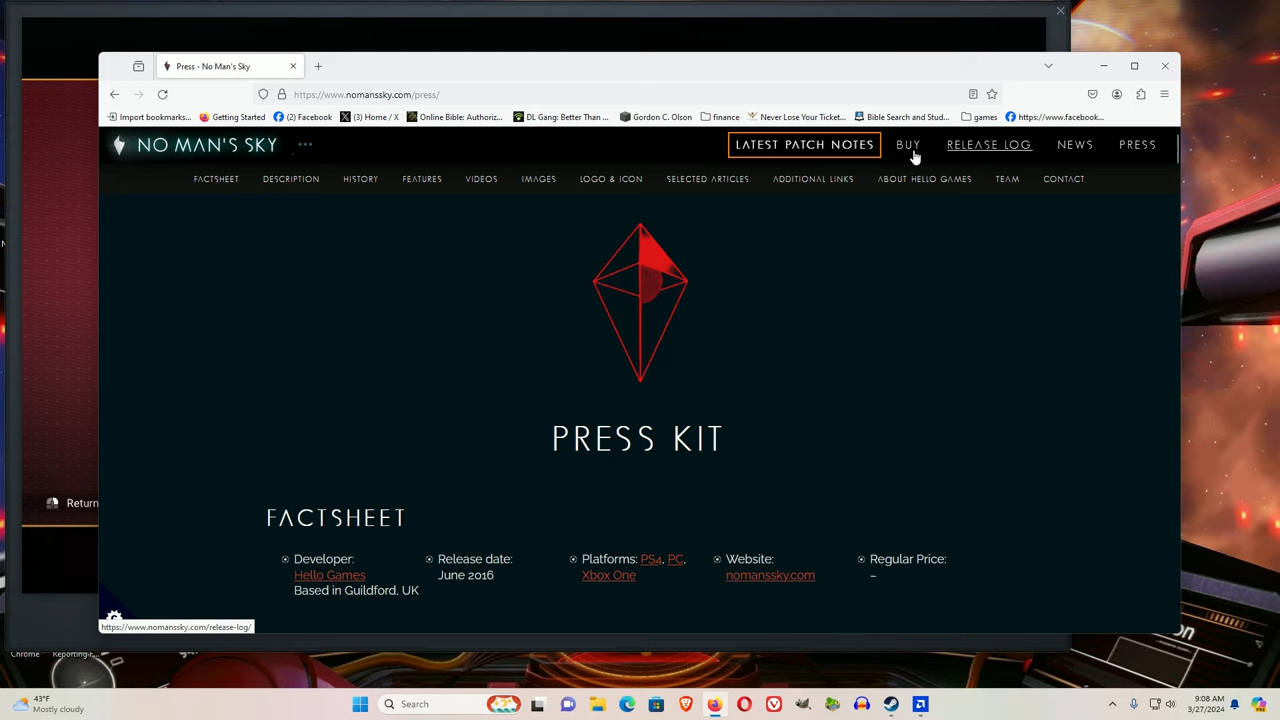 Press - No Man's Sky
https://www.nomanssky.com/press/
Import bookmarks... Getting Started (2) Facebook (3) Home / X Online Bible: Authoriz... DL Gang: Better Than ... Gordon C. Olson finance Never Lose Your Ticket... Bible Search and Stud... games https://www.facebook...
NO MAN'S SKY LATEST PATCH NOTES BUY RELEASE LOG NEWS PRESS
FACTSHEET DESCRIPTION HISTORY FEATURES VIDEOS IMAGES LOGO & ICON SELECTED ARTICLES ADDITIONAL LINKS ABOUT HELLO GAMES TEAM CONTACT
PRESS KIT
Return
FACTSHEET
Developer:
Hello Games
Based in Guildford, UK
Release date:
June 2016
Platforms: PS4, PC,
Xbox One
Website:
nomanssky.com
Regular Price:
–
https://www.nomanssky.com/release-log/
Chrome Reporting-F...
43°F
Mostly cloudy
Search
9:08 AM
3/27/2024